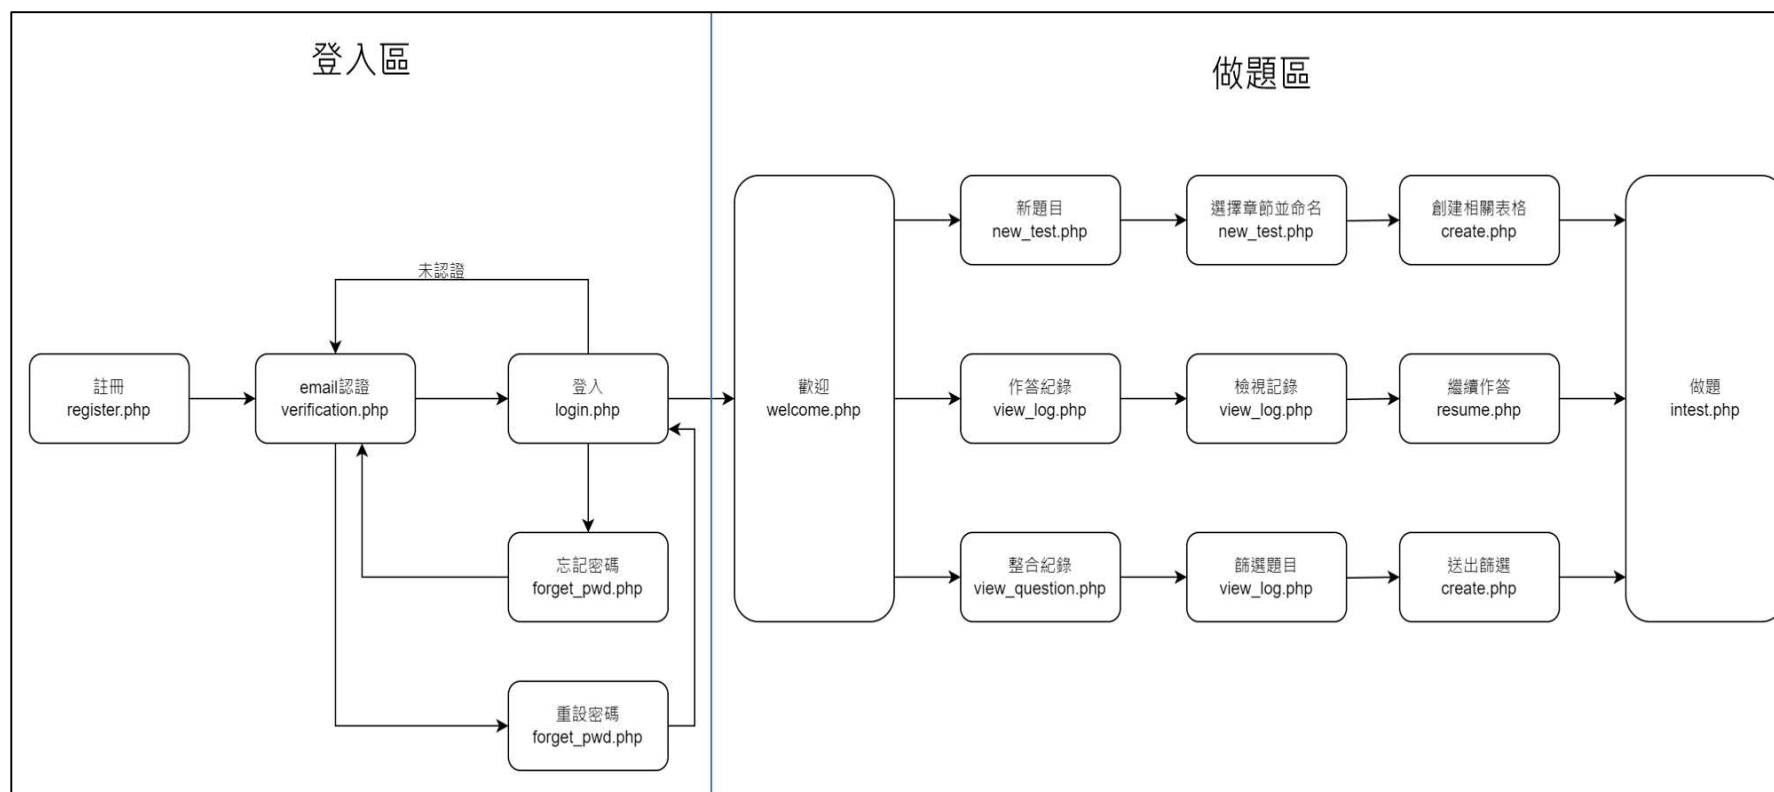 登入區
未認證
註冊
register.php
email認證
verification.php
登入
login.php
忘記密碼
forget_pwd.php
重設密碼
forget_pwd.php
做題區
歡迎
welcome.php
新題目
new_test.php
選擇章節並命名
new_test.php
創建相關表格
create.php
作答紀錄
view_log.php
檢視記錄
view_log.php
繼續作答
resume.php
整合紀錄
view_question.php
篩選題目
view_log.php
送出篩選
create.php
做題
intest.php